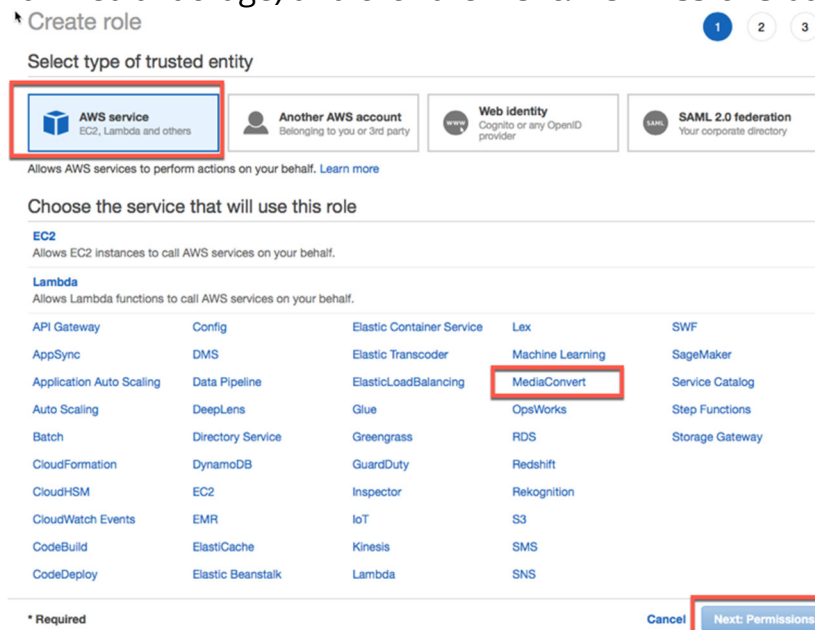 Create role
1 2 3
Select type of trusted entity
AWS service
EC2, Lambda and others
Another AWS account
Belonging to you or 3rd party
www
Web identity
Cognito or any OpenID
provider
SAML
SAML 2.0 federation
Your corporate directory
Allows AWS services to perform actions on your behalf. Learn more
Choose the service that will use this role
EC2
Allows EC2 instances to call AWS services on your behalf.
Lambda
Allows Lambda functions to call AWS services on your behalf.
API Gateway Config Elastic Container Service Lex SWF
AppSync DMS Elastic Transcoder Machine Learning SageMaker
Application Auto Scaling Data Pipeline ElasticLoadBalancing MediaConvert Service Catalog
Auto Scaling DeepLens Glue OpsWorks Step Functions
Batch Directory Service Greengrass RDS Storage Gateway
CloudFormation DynamoDB GuardDuty Redshift
CloudHSM EC2 Inspector Rekognition
CloudWatch Events EMR IoT S3
CodeBuild ElastiCache Kinesis SMS
CodeDeploy Elastic Beanstalk Lambda SNS
* Required Cancel Next: Permissions